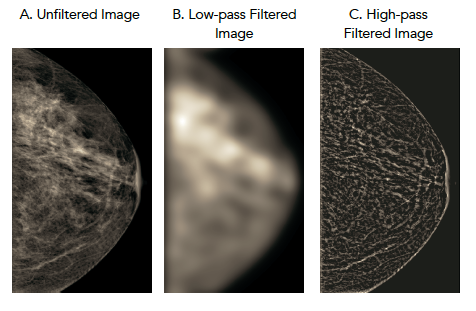 A. Unfiltered Image
B. Low-pass Filtered
Image
C. High-pass
Filtered Image